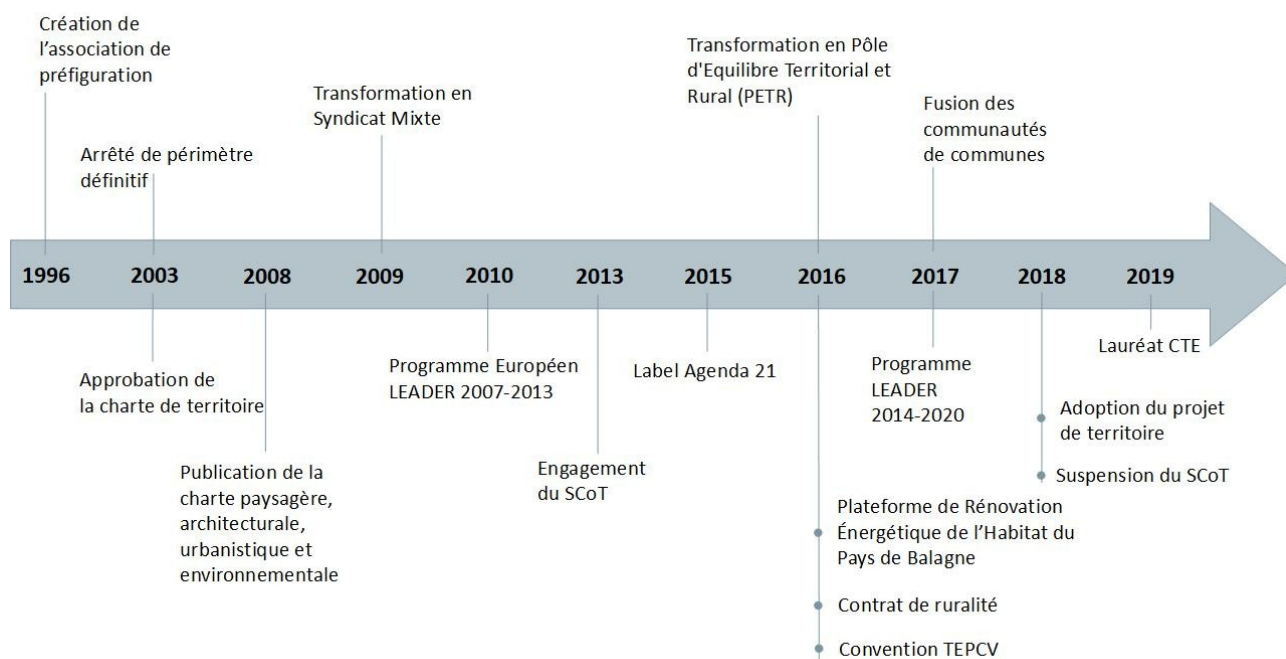 Création de
l’association de
préfiguration
Arrêté de périmètre
définitif
Transformation en
Syndicat Mixte
Transformation en Pôle
d'Equilibre Territorial et
Rural (PETR)
Fusion des
communautés
de communes
1996 2003 2008 2009 2010 2013 2015 2016 2017 2018 2019
Approbation de
la charte de territoire
Publication de la
charte paysagère,
architecturale,
urbanistique et
environnementale
Programme Européen
LEADER 2007-2013
Engagement
du SCoT
Label Agenda 21
Plateforme de Rénovation
Énergétique de l’Habitat du
Pays de Balagne
Contrat de ruralité
Convention TEPCV
Programme
LEADER
2014-2020
Adoption du projet
de territoire
Suspension du SCoT
Lauréat CTE